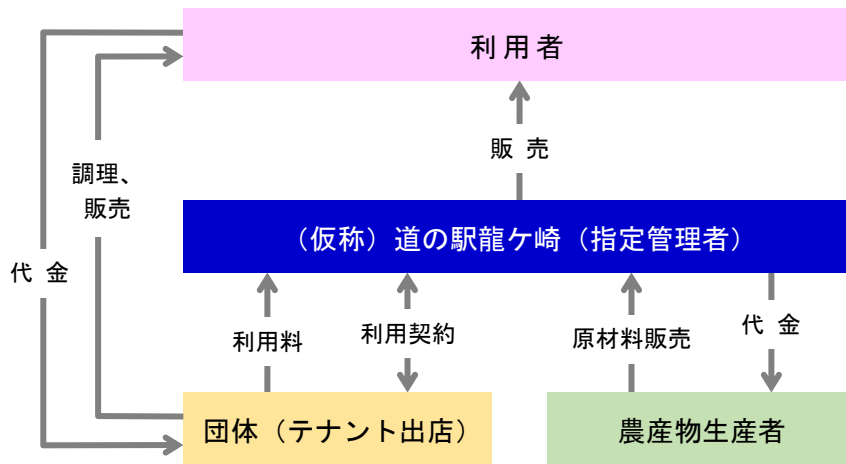 利用者
販売
調理、
販売
（仮称）道の駅龍ケ崎（指定管理者）
代金
利用料
利用契約
原材料販売
代金
団体（テナント出店）
農産物生産者